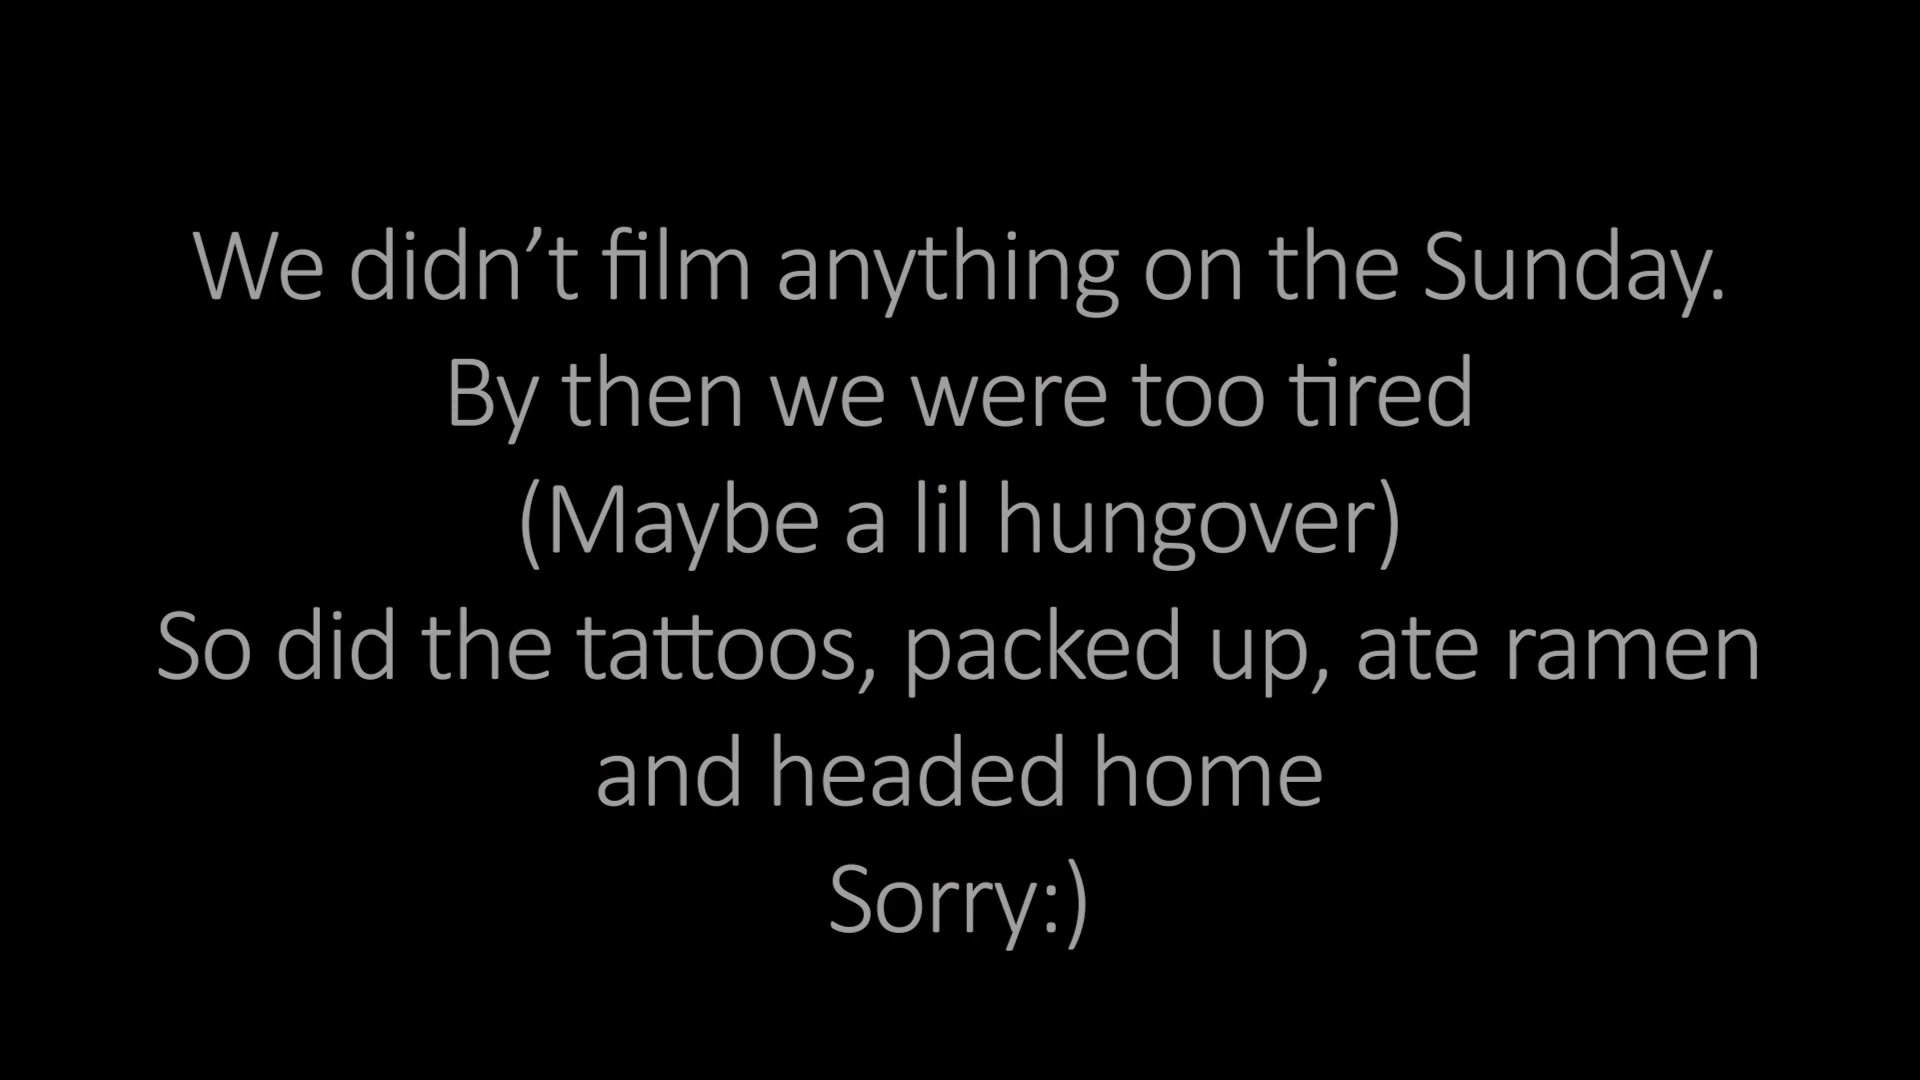 We didn’t film anything on the Sunday.
By then we were too tired
(Maybe a lil hungover)
So did the tattoos, packed up, ate ramen
and headed home
Sorry:)